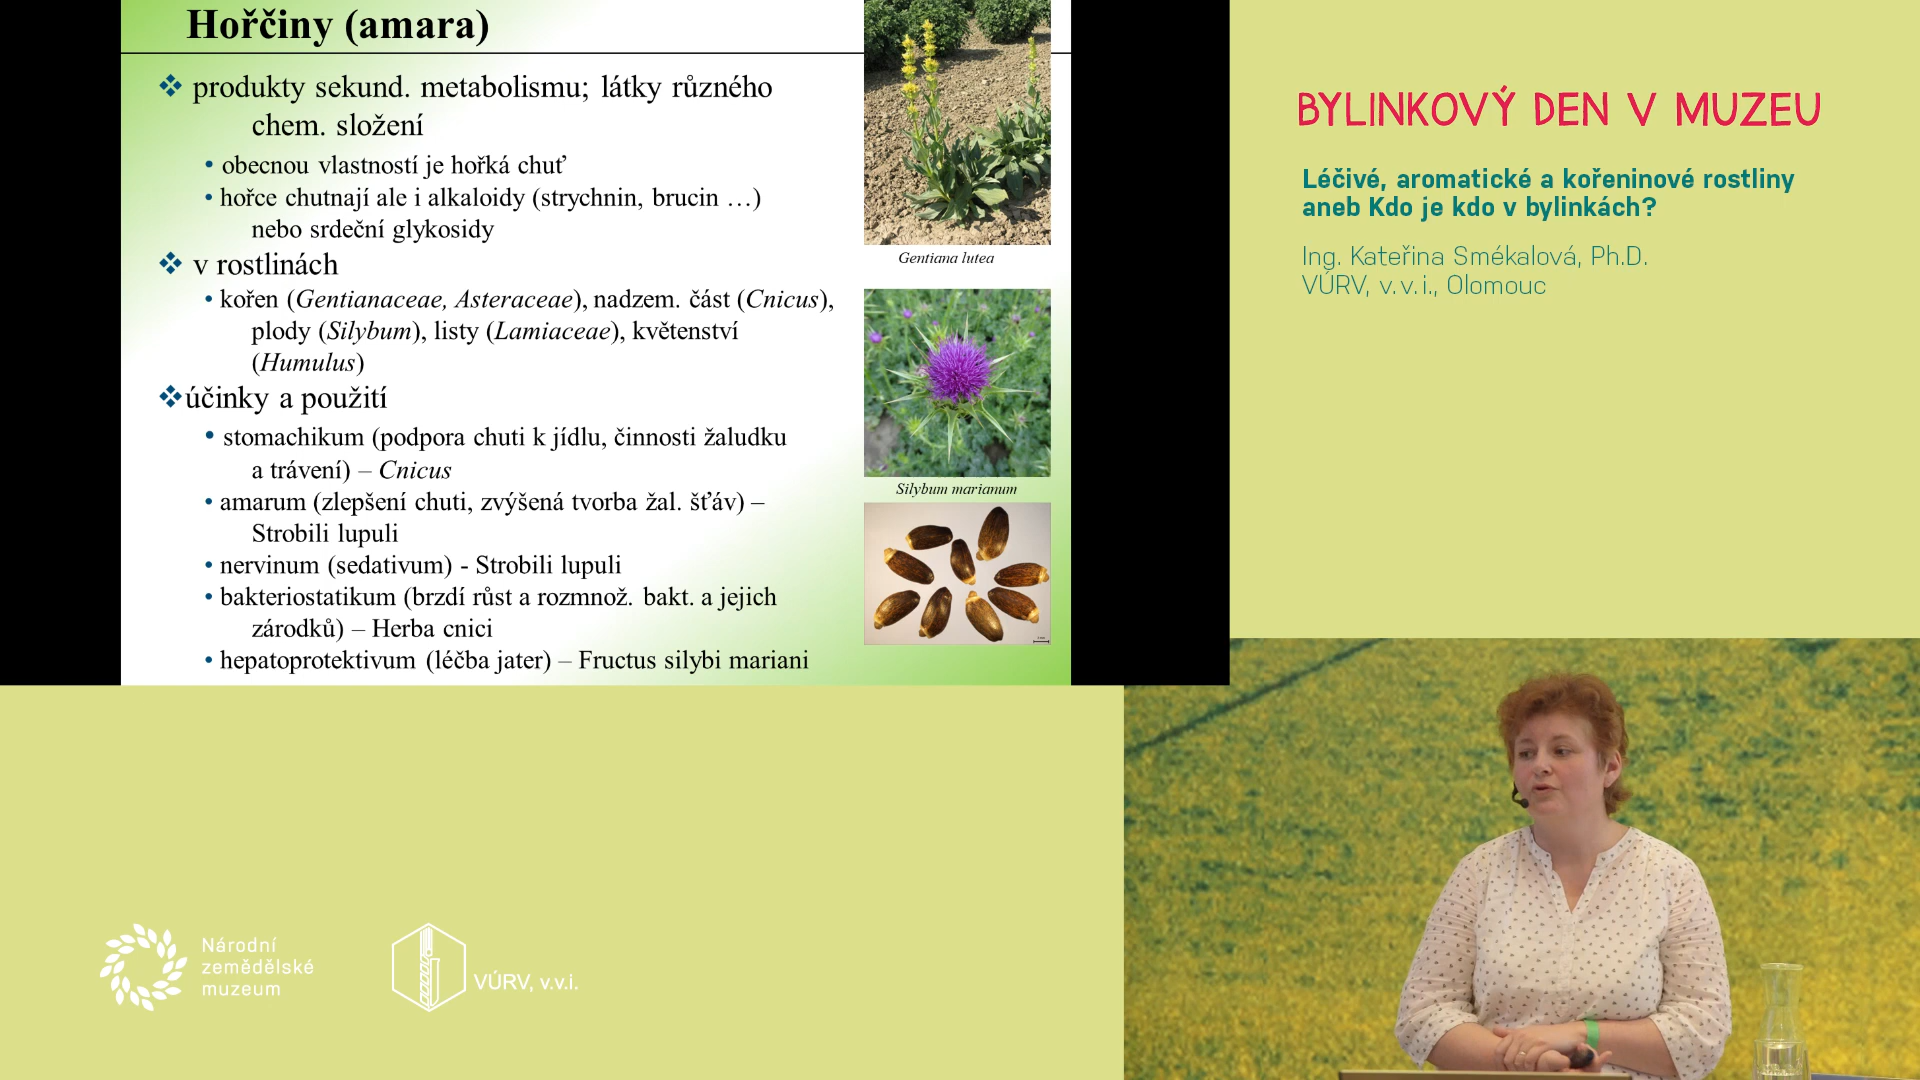 Hořčiny (amara)
❖ produkty sekund. metabolismu; látky různého
chem. složení
• obecnou vlastností je hořká chuť
• hořce chutnají ale i alkaloidy (strychnin, brucin …)
nebo srdeční glykosidy
❖ v rostlinách
• kořen (Gentianaceae, Asteraceae), nadzem. část (Cnicus),
plody (Silybum), listy (Lamiaceae), květenství
(Humulus)
❖účinky a použití
• stomachikum (podpora chuti k jídlu, činnosti žaludku
a trávení) – Cnicus
• amarum (zlepšení chuti, zvýšená tvorba žal. šťáv) –
Strobili lupuli
• nervinum (sedativum) - Strobili lupuli
• bakteriostatikum (brzdí růst a rozmnož. bakt. a jejich
zárodků) – Herba cnici
• hepatoprotektivum (léčba jater) – Fructus silybi mariani
Gentiana lutea
Silybum marianum
BYLINKOVÝ DEN V MUZEU
Léčivé, aromatické a kořeninové rostliny
aneb Kdo je kdo v bylinkách?
Ing. Kateřina Smékalová, Ph.D.
VÚRV, v. v. i., Olomouc
Národní
zemědělské
muzeum
VÚRV, v.v.i.